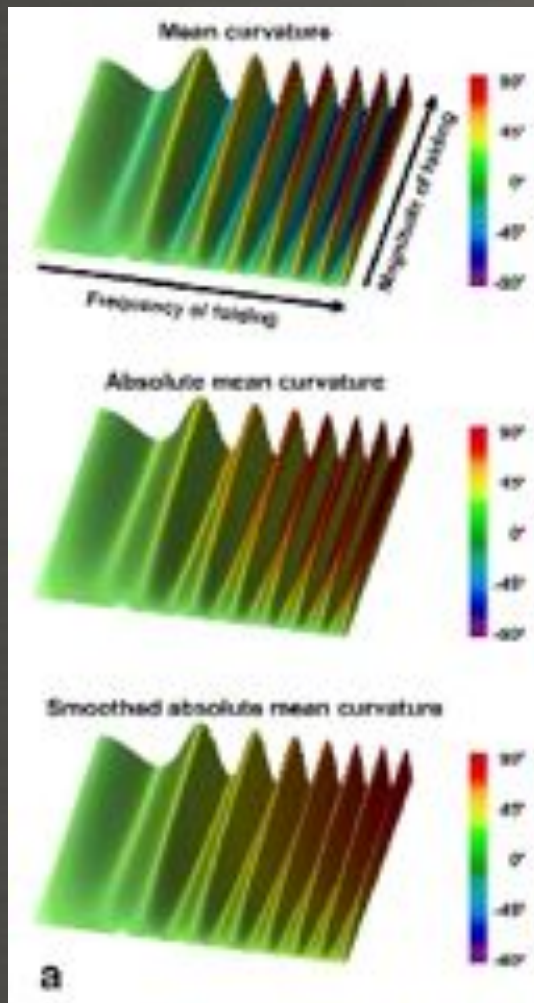 Mean curvature
90°
45°
0°
-45°
-90°
Magnitude of folding
Frequency of folding
Absolute mean curvature
90°
45°
0°
-45°
-90°
Smoothed absolute mean curvature
90°
45°
0°
-45°
-90°
a